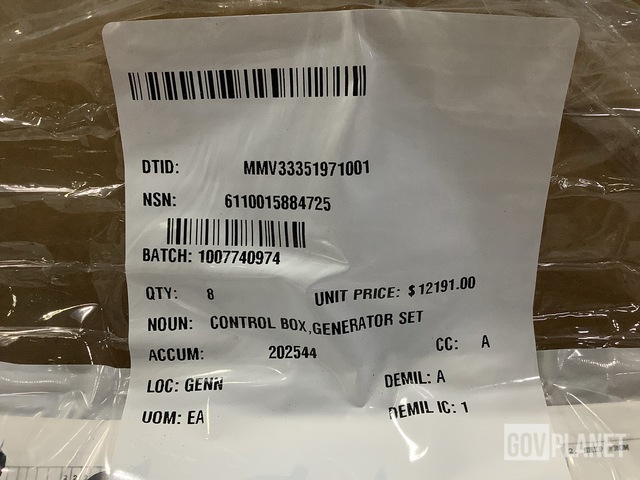 DTID: MMV33351971001
NSN: 6110015884725
BATCH: 1007740974
QTY: 8 UNIT PRICE: $12191.00
NOUN: CONTROL BOX,GENERATOR SET
ACCUM: 202544 CC: A
LOC: GENN DEMIL: A
UOM: EA DEMIL IC: 1
GOVPLANET